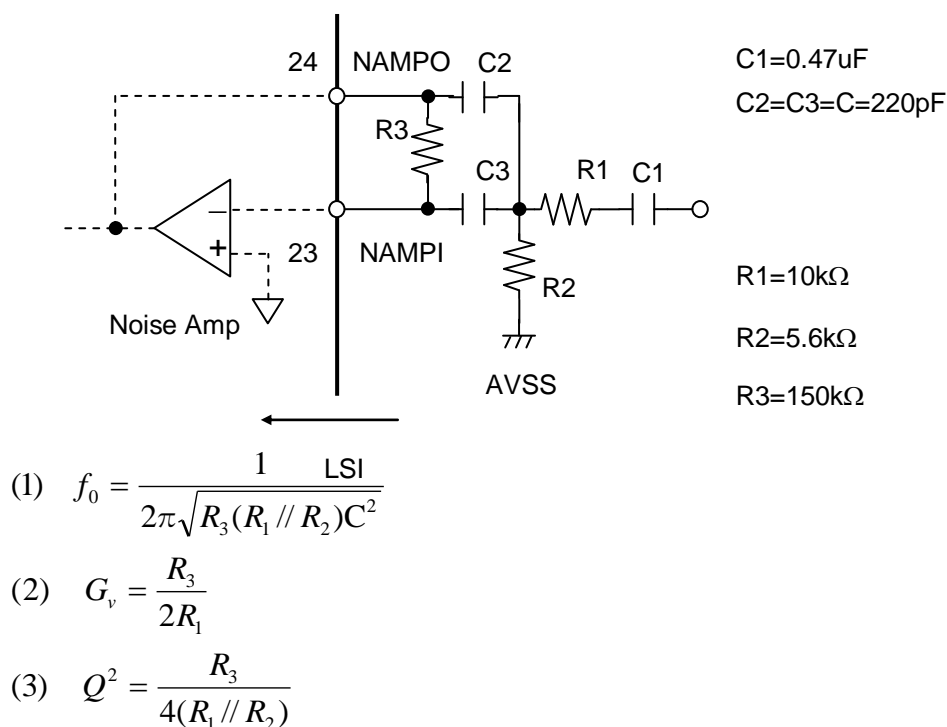 24 NAMPO C2
C1=0.47uF
C2=C3=C=220pF
R3
C3 R1 C1
−
+
23 NAMPI
R2
R1=10kΩ
Noise Amp
R2=5.6kΩ
AVSS
R3=150kΩ
LSI
(1) f₀ = 1 / 2π√R₃(R₁ // R₂)C²
(2) Gᵥ = R₃ / 2R₁
(3) Q² = R₃ / 4(R₁ // R₂)